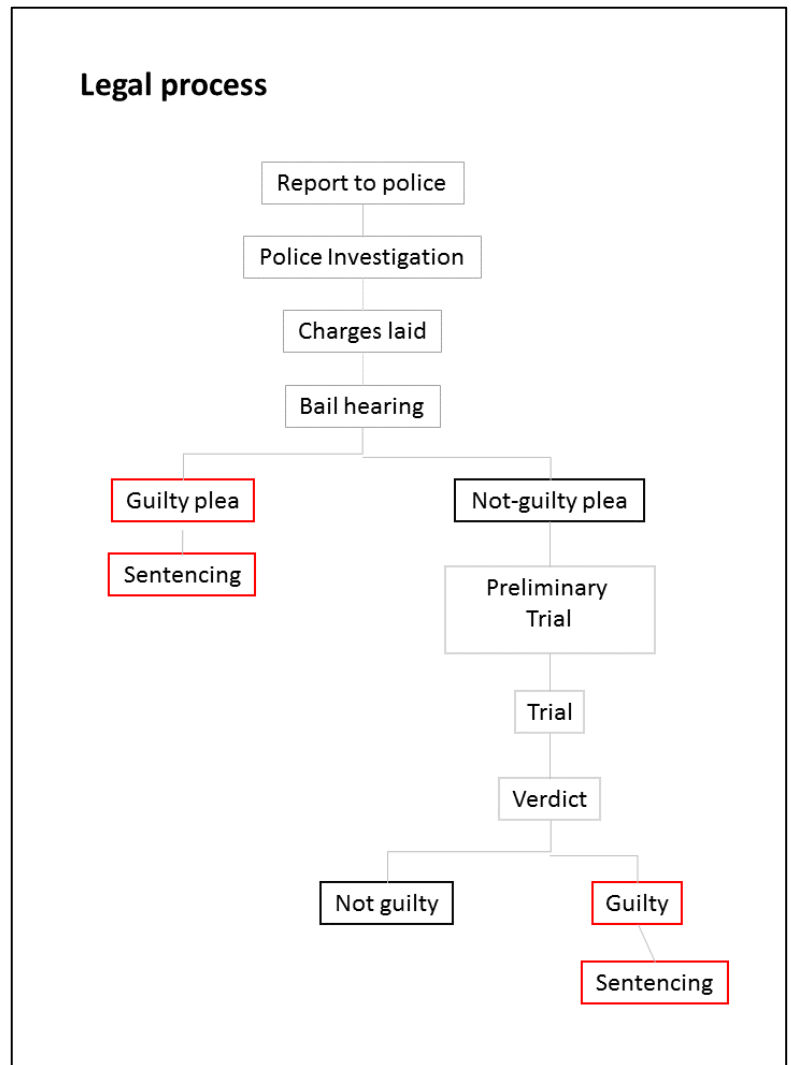 Legal process
Report to police
Police Investigation
Charges laid
Bail hearing
Guilty plea
Not-guilty plea
Sentencing
Preliminary
Trial
Trial
Verdict
Not guilty
Guilty
Sentencing